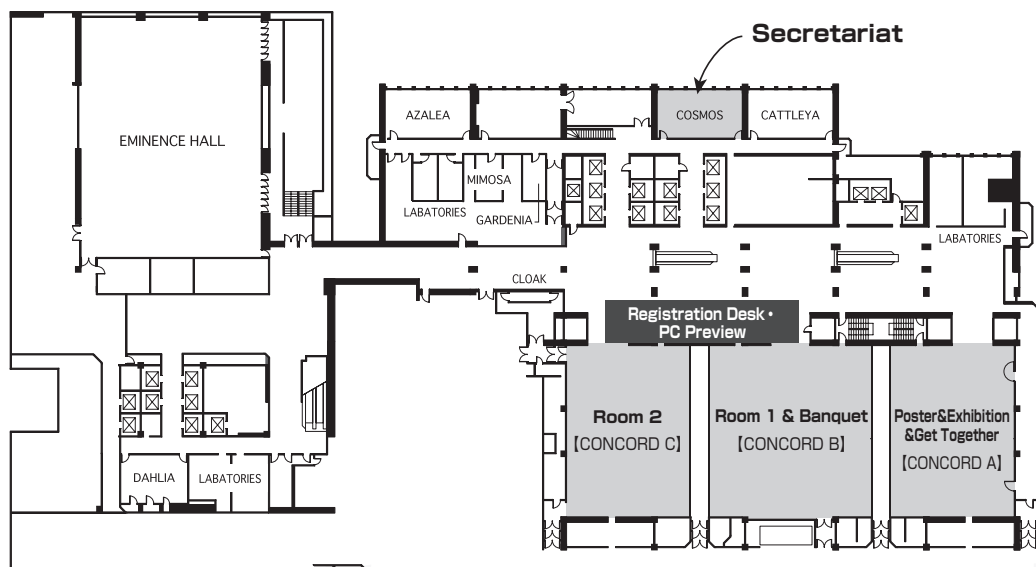 Secretariat
AZALEA
COSMOS
CATTLEYA
EMINENCE HALL
MIMOSA
LABATORIES
GARDENIA
LABATORIES
CLOAK
Registration Desk・
PC Preview
Room 2
【CONCORD C】
Room 1 & Banquet
【CONCORD B】
Poster&Exhibition
&Get Together
【CONCORD A】
DAHLIA
LABATORIES